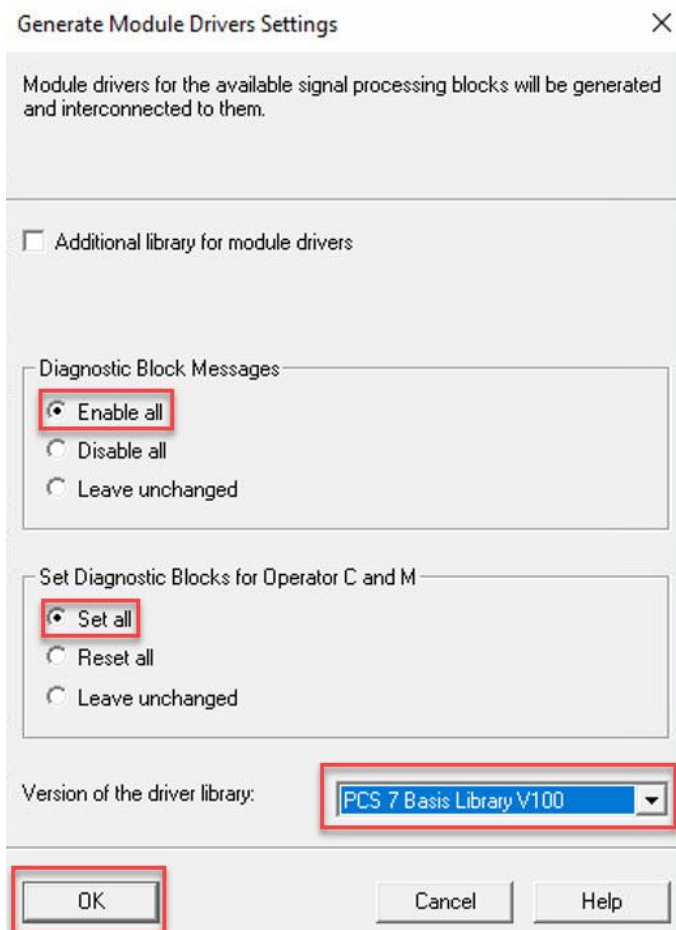 Generate Module Drivers Settings
Module drivers for the available signal processing blocks will be generated
and interconnected to them.
Additional library for module drivers
Diagnostic Block Messages
Enable all
Disable all
Leave unchanged
Set Diagnostic Blocks for Operator C and M
Set all
Reset all
Leave unchanged
Version of the driver library: PCS 7 Basis Library V100
OK Cancel Help